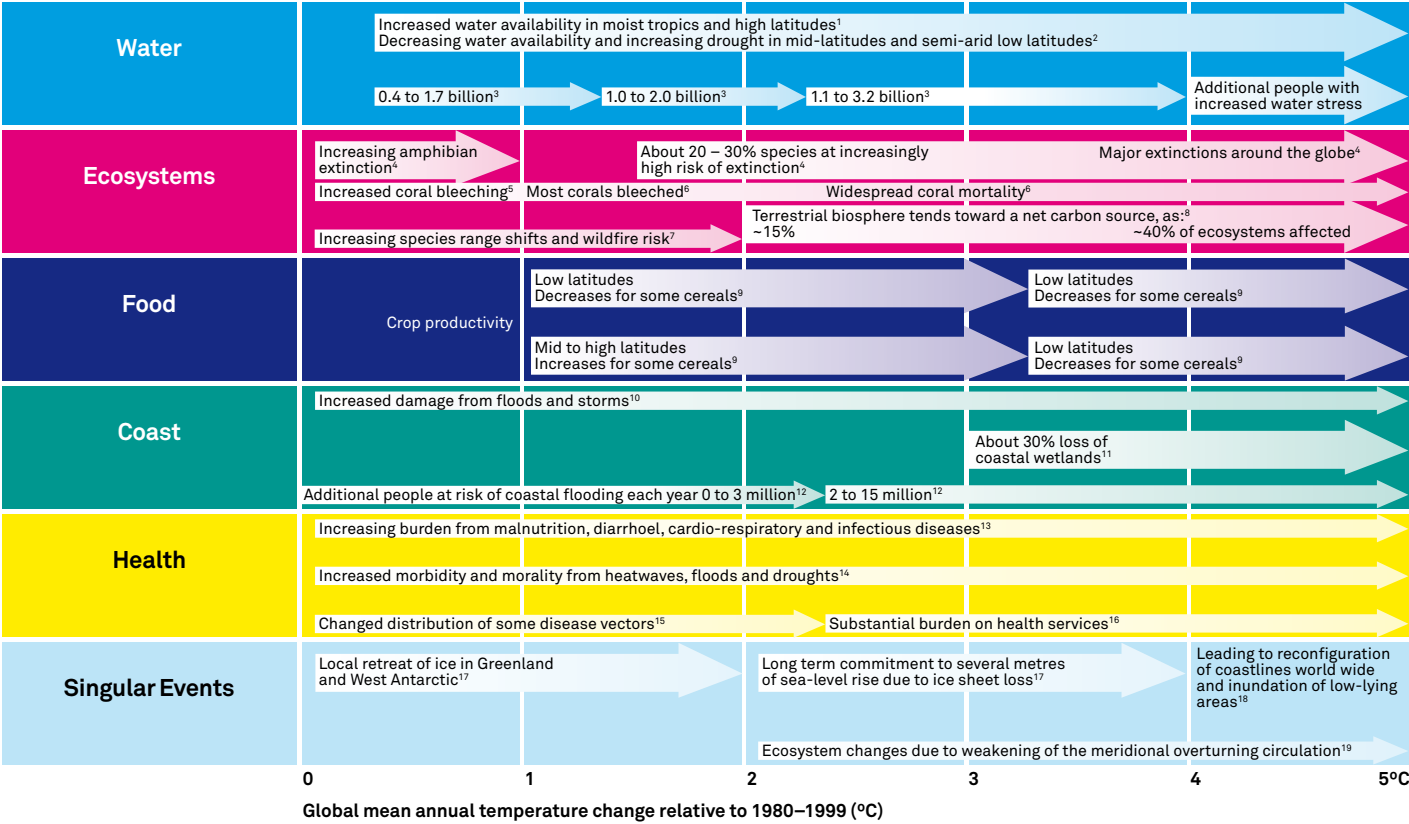 Water
Increased water availability in moist tropics and high latitudes¹
Decreasing water availability and increasing drought in mid-latitudes and semi-arid low latitudes²
0.4 to 1.7 billion³
1.0 to 2.0 billion³
1.1 to 3.2 billion³
Additional people with
increased water stress
Ecosystems
Increasing amphibian
extinction⁴
About 20 – 30% species at increasingly
high risk of extinction⁴
Major extinctions around the globe⁴
Increased coral bleeching⁵
Most corals bleeched⁶
Widespread coral mortality⁶
Terrestrial biosphere tends toward a net carbon source, as:⁸
~15%
~40% of ecosystems affected
Increasing species range shifts and wildfire risk⁷
Food
Crop productivity
Low latitudes
Decreases for some cereals⁹
Low latitudes
Decreases for some cereals⁹
Mid to high latitudes
Increases for some cereals⁹
Low latitudes
Decreases for some cereals⁹
Coast
Increased damage from floods and storms¹⁰
About 30% loss of
coastal wetlands¹¹
Additional people at risk of coastal flooding each year 0 to 3 million¹²
2 to 15 million¹²
Health
Increasing burden from malnutrition, diarrhoel, cardio-respiratory and infectious diseases¹³
Increased morbidity and morality from heatwaves, floods and droughts¹⁴
Changed distribution of some disease vectors¹⁵
Substantial burden on health services¹⁶
Singular Events
Local retreat of ice in Greenland
and West Antarctic¹⁷
Long term commitment to several metres
of sea-level rise due to ice sheet loss¹⁷
Leading to reconfiguration
of coastlines world wide
and inundation of low-lying
areas¹⁸
Ecosystem changes due to weakening of the meridional overturning circulation¹⁹
0 1 2 3 4 5ºC
Global mean annual temperature change relative to 1980–1999 (ºC)